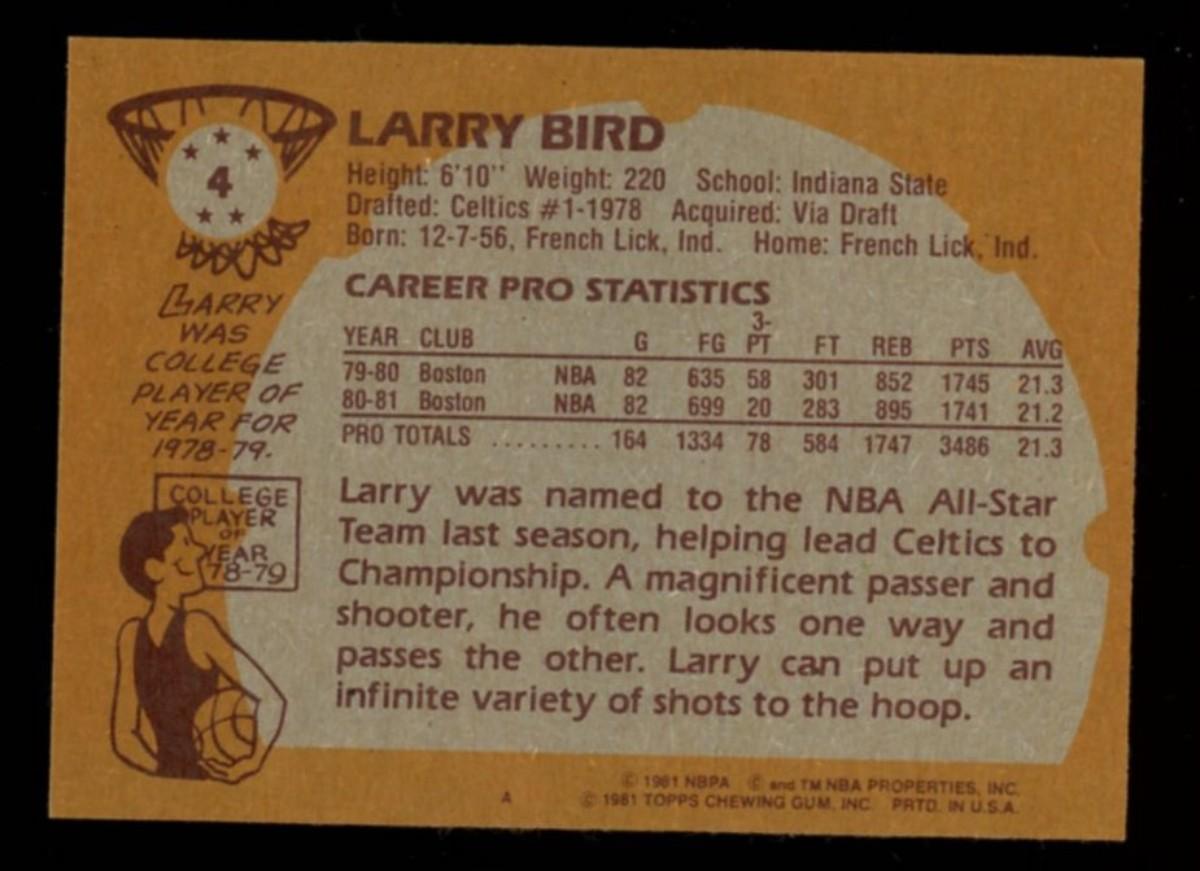 4
LARRY BIRD
Height: 6'10" Weight: 220 School: Indiana State
Drafted: Celtics #1-1978 Acquired: Via Draft
Born: 12-7-56, French Lick, Ind. Home: French Lick, Ind.
LARRY
WAS
COLLEGE
PLAYER OF
YEAR FOR
1978-79.
COLLEGE
PLAYER
OF
YEAR
78-79
CAREER PRO STATISTICS
YEAR CLUB G FG 3-PT FT REB PTS AVG
79-80 Boston NBA 82 635 58 301 852 1745 21.3
80-81 Boston NBA 82 699 20 283 895 1741 21.2
PRO TOTALS .......... 164 1334 78 584 1747 3486 21.3
Larry was named to the NBA All-Star
Team last season, helping lead Celtics to
Championship. A magnificent passer and
shooter, he often looks one way and
passes the other. Larry can put up an
infinite variety of shots to the hoop.
© 1981 NBPA © and TM NBA PROPERTIES, INC.
A © 1981 TOPPS CHEWING GUM, INC. PRTD. IN U.S.A.